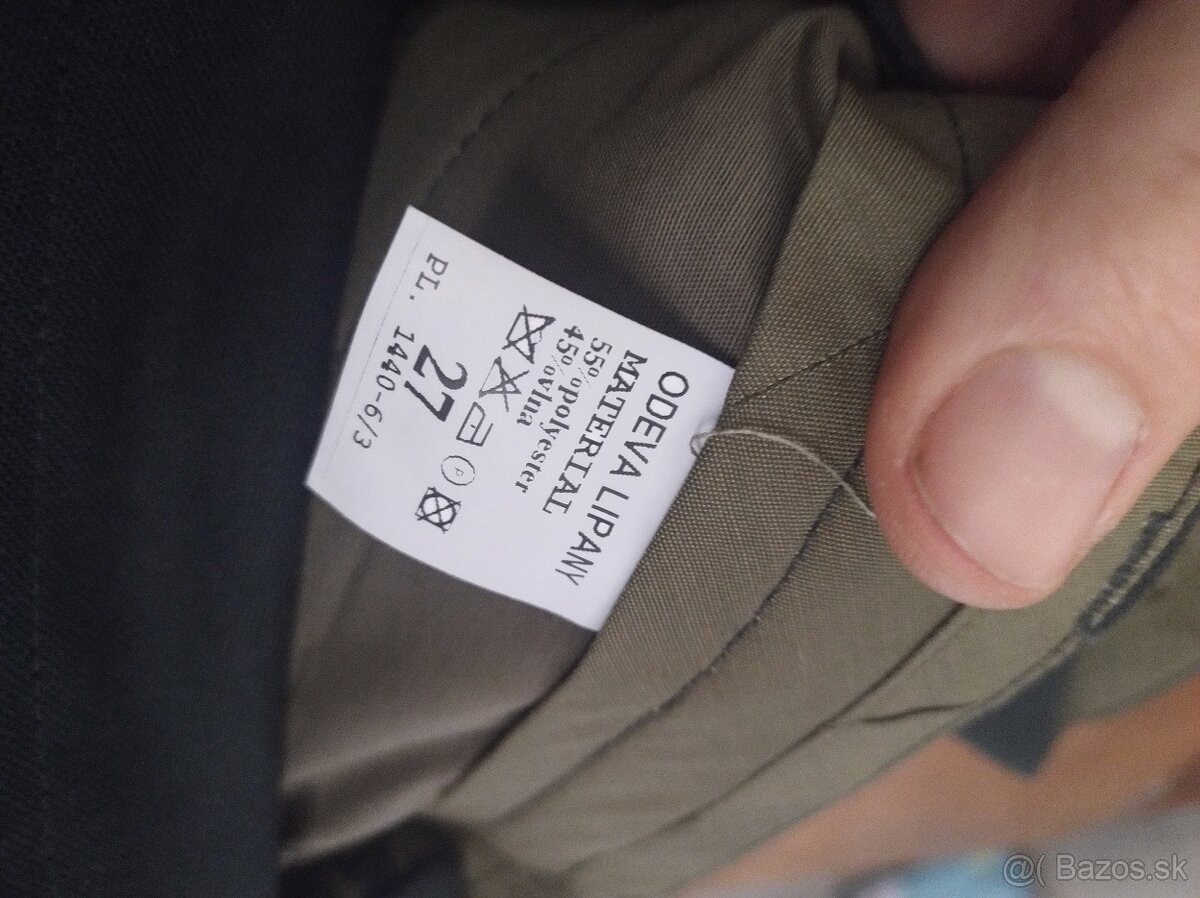 ODEVA LIPANY
MATERIAL
55%polyester
45%vlna
P
27
PL. 1440-6/3
@( Bazos.sk